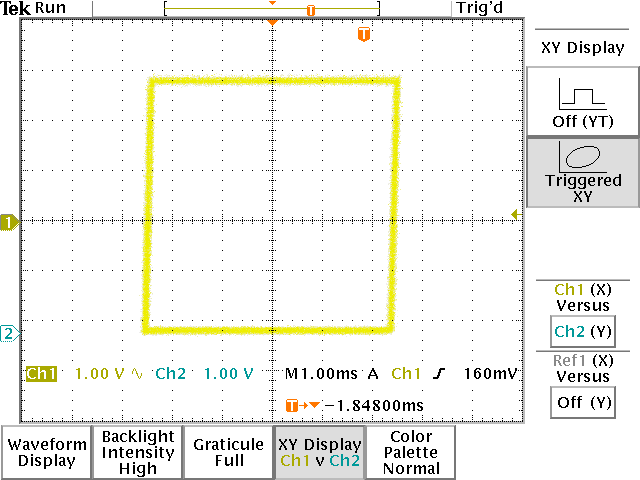 Tek Run Trig'd
T
T
XY Display
Off (YT)
Triggered
XY
1
Ch1 (X)
Versus
Ch2 (Y)
2
Ref1 (X)
Versus
Off (Y)
Ch1 1.00 V ∿ Ch2 1.00 V M1.00ms A Ch1 160mV
T→▼ −1.84800ms
Waveform
Display
Backlight
Intensity
High
Graticule
Full
XY Display
Ch1 v Ch2
Color
Palette
Normal